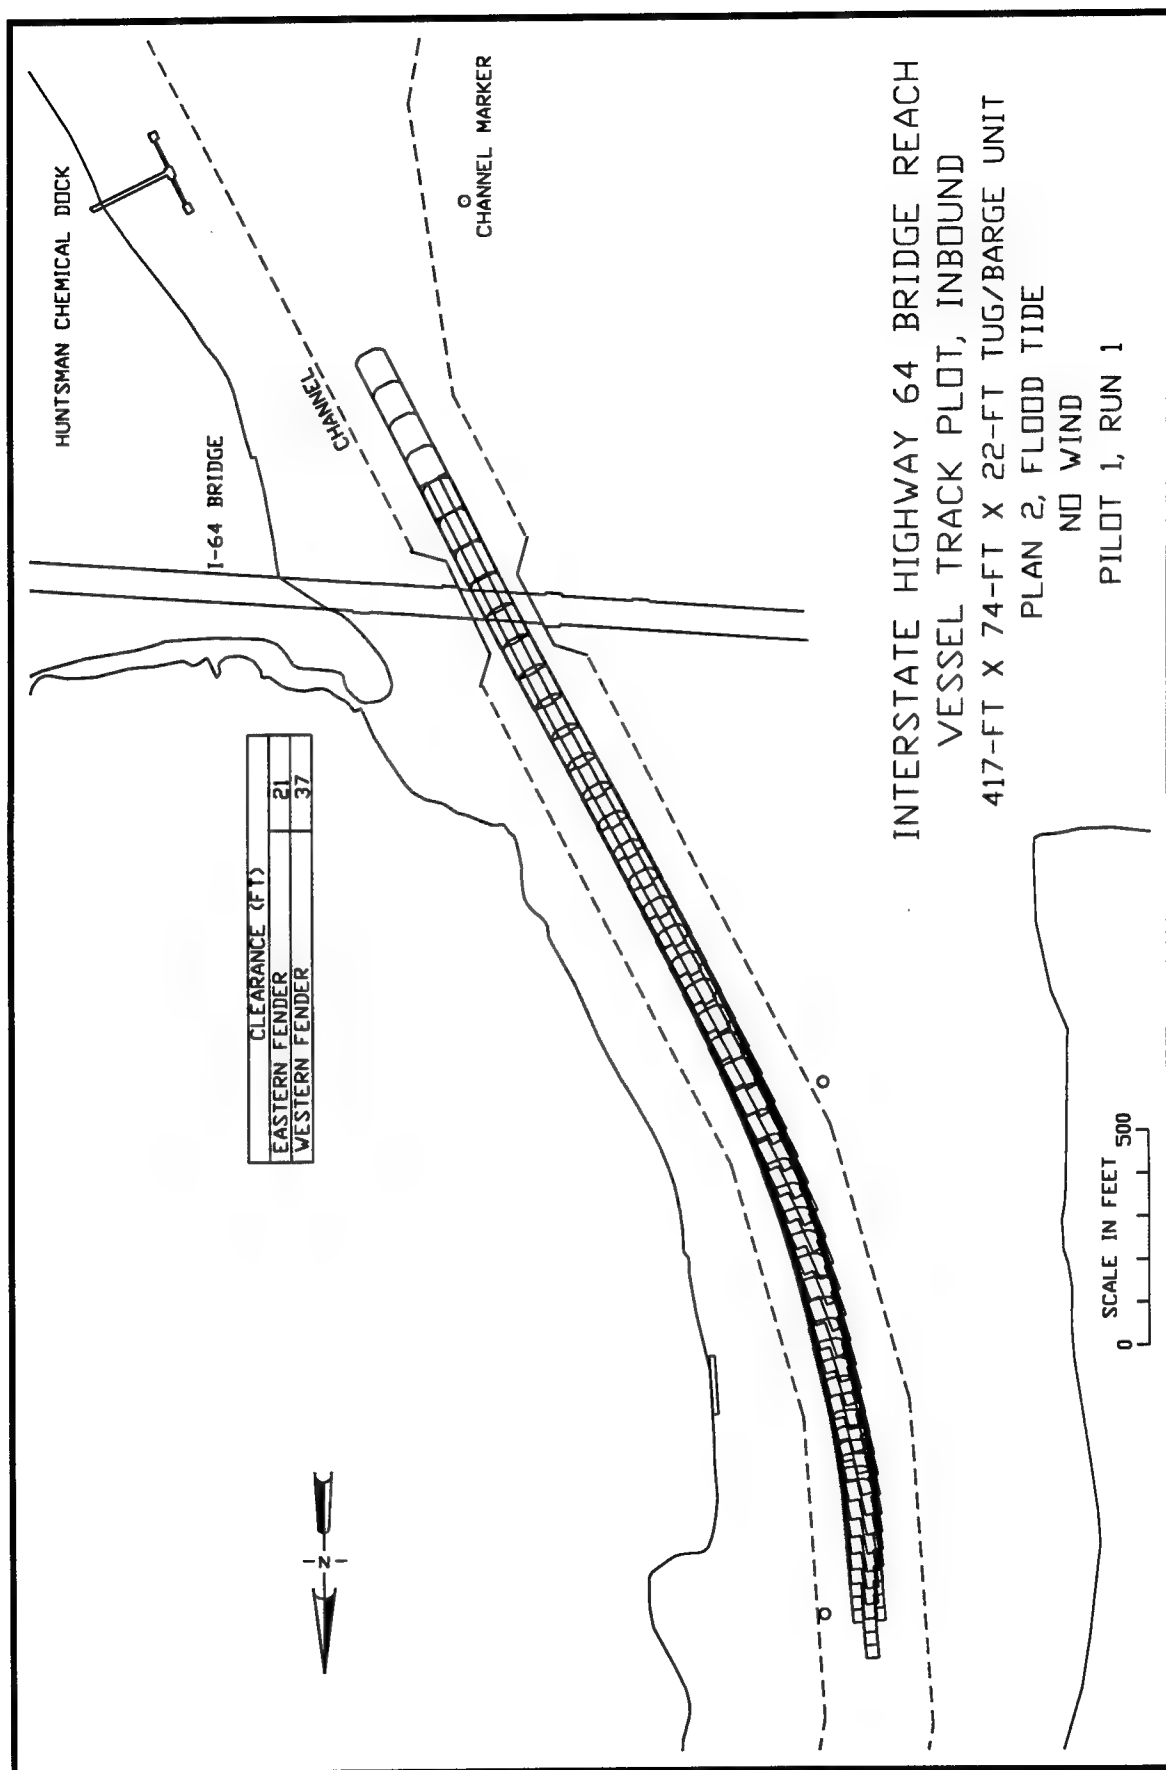 HUNTSMAN CHEMICAL DOCK
CHANNEL MARKER
CHANNEL
I-64 BRIDGE
CLEARANCE (FT)
EASTERN FENDER 21
WESTERN FENDER 37
N
INTERSTATE HIGHWAY 64 BRIDGE REACH
VESSEL TRACK PLOT, INBOUND
417-FT X 74-FT X 22-FT TUG/BARGE UNIT
PLAN 2, FLOOD TIDE
NO WIND
PILOT 1, RUN 1
SCALE IN FEET
0 500